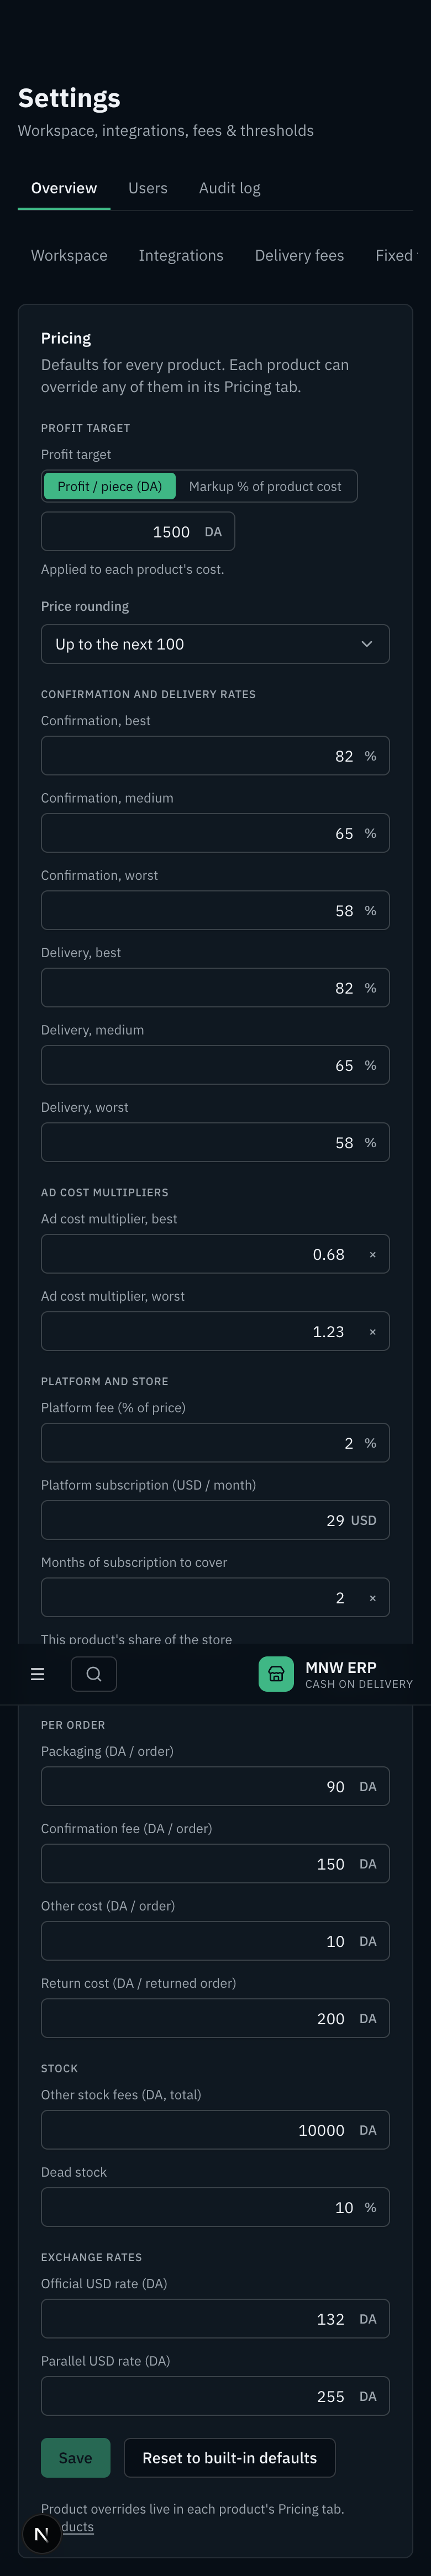 Settings
Workspace, integrations, fees & thresholds
Overview Users Audit log
Workspace Integrations Delivery fees Fixed
Pricing
Defaults for every product. Each product can
override any of them in its Pricing tab.
PROFIT TARGET
Profit target
Profit / piece (DA) Markup % of product cost
1500 DA
Applied to each product's cost.
Price rounding
Up to the next 100
CONFIRMATION AND DELIVERY RATES
Confirmation, best
82 %
Confirmation, medium
65 %
Confirmation, worst
58 %
Delivery, best
82 %
Delivery, medium
65 %
Delivery, worst
58 %
AD COST MULTIPLIERS
Ad cost multiplier, best
0.68 ×
Ad cost multiplier, worst
1.23 ×
PLATFORM AND STORE
Platform fee (% of price)
2 %
Platform subscription (USD / month)
29 USD
Months of subscription to cover
2 ×
This product's share of the store
MNW ERP
CASH ON DELIVERY
PER ORDER
Packaging (DA / order)
90 DA
Confirmation fee (DA / order)
150 DA
Other cost (DA / order)
10 DA
Return cost (DA / returned order)
200 DA
STOCK
Other stock fees (DA, total)
10000 DA
Dead stock
10 %
EXCHANGE RATES
Official USD rate (DA)
132 DA
Parallel USD rate (DA)
255 DA
Save Reset to built-in defaults
Product overrides live in each product's Pricing tab.
N ducts